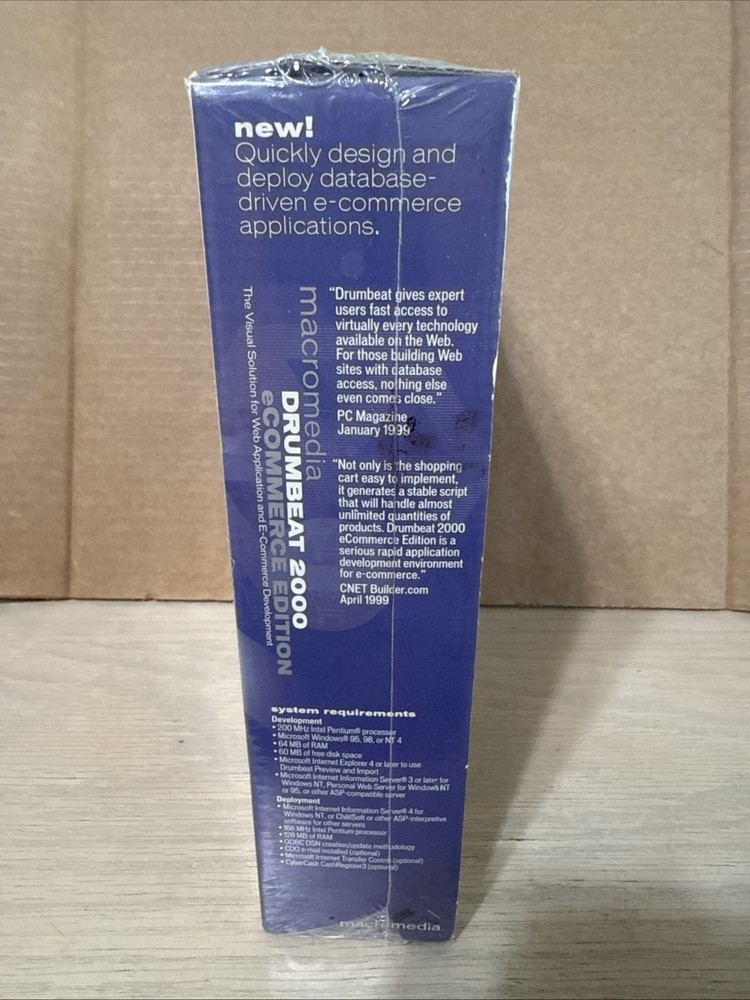 new!
Quickly design and
deploy database-
driven e-commerce
applications.
macromedia
DRUMBEAT 2000
eCOMMERCE EDITION
The Visual Solution for Web Application and E-Commerce Development
“Drumbeat gives expert
users fast access to
virtually every technology
available on the Web.
For those building Web
sites with database
access, nothing else
even comes close.”
PC Magazine
January 1999
“Not only is the shopping
cart easy to implement,
it generates a stable script
that will handle almost
unlimited quantities of
products. Drumbeat 2000
eCommerce Edition is a
serious rapid application
development environment
for e-commerce.”
CNET Builder.com
April 1999
system requirements
Development
• 200 MHz Intel Pentium® processor
• Microsoft Windows® 95, 98, or NT 4
• 64 MB of RAM
• 60 MB of free disk space
• Microsoft Internet Explorer 4 or later to use
Drumbeat Preview and Import
• Microsoft Internet Information Server® 3 or later for
Windows NT, Personal Web Server for Windows NT
or 95, or other ASP-compatible server
Deployment
• Microsoft Internet Information Server® 4 for
Windows NT, or Chili!Soft or other ASP-interpretive
software for other servers
• 166 MHz Intel Pentium processor
• 128 MB of RAM
• ODBC DSN creation/update methodology
• CDO e-mail installed (optional)
• Microsoft Internet Transfer Control (optional)
• CyberCash CashRegister3 (optional)
macromedia